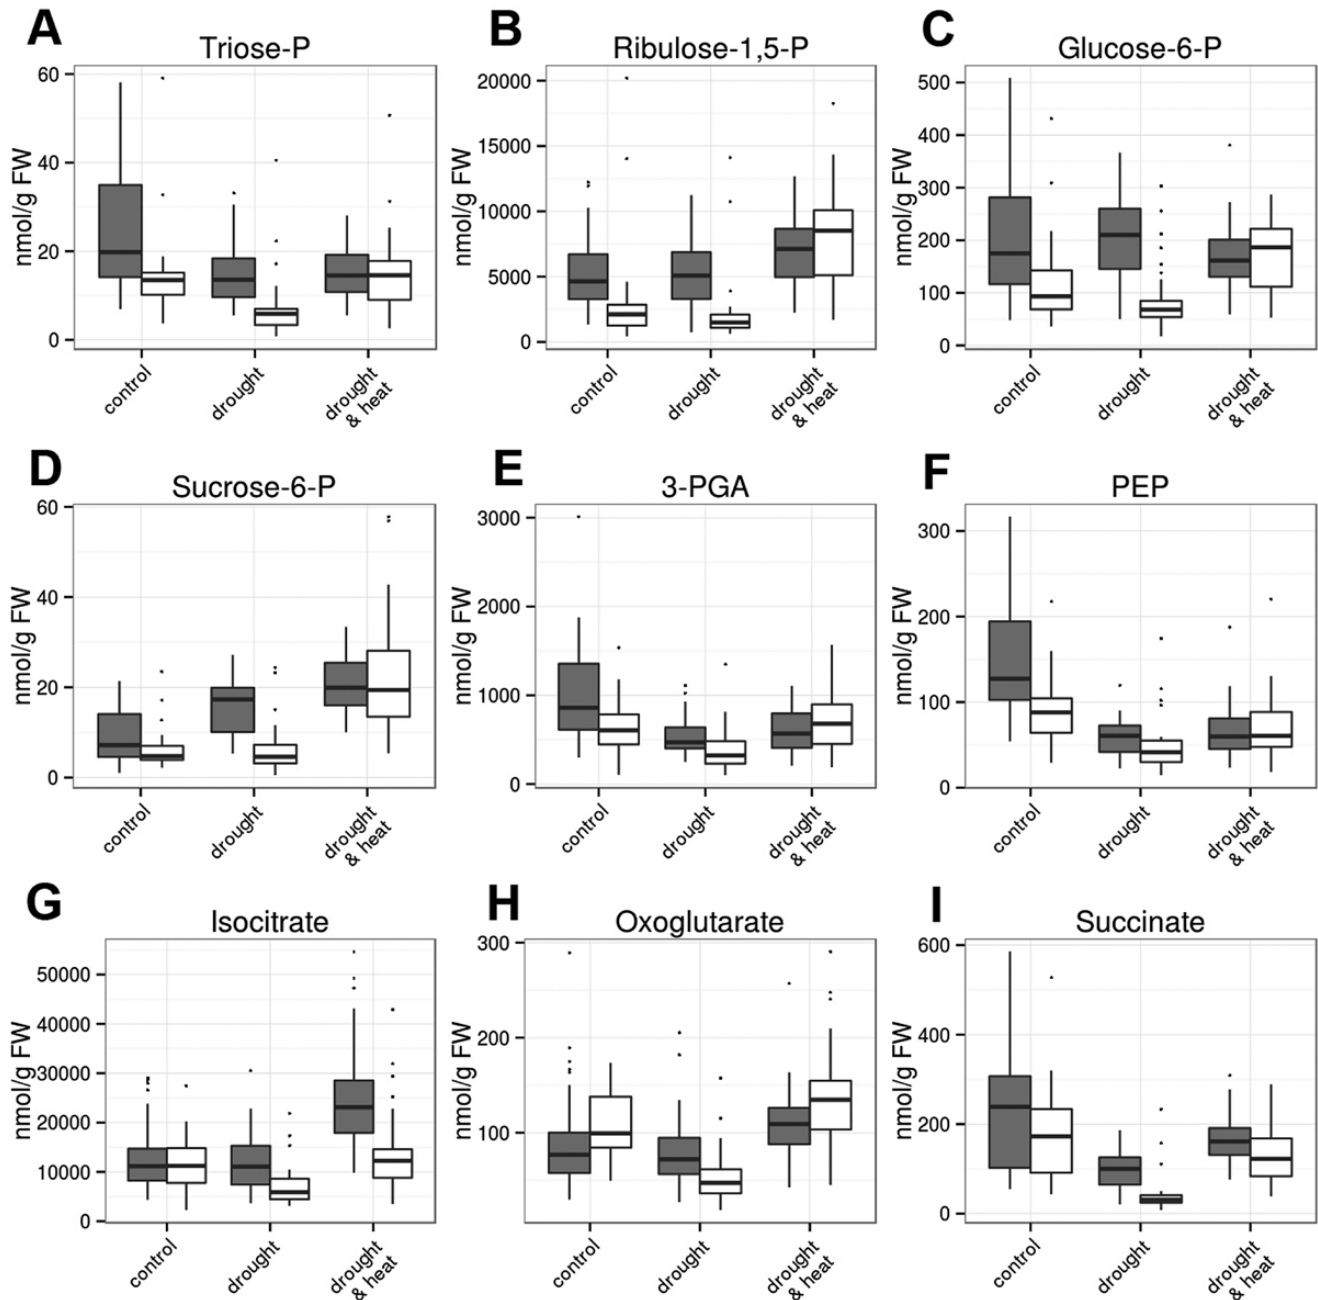 A
Triose-P
nmol/g FW
60
40
20
0
control
drought
drought
& heat
B
Ribulose-1,5-P
nmol/g FW
20000
15000
10000
5000
0
control
drought
drought
& heat
C
Glucose-6-P
nmol/g FW
500
400
300
200
100
0
control
drought
drought
& heat
D
Sucrose-6-P
nmol/g FW
60
40
20
0
control
drought
drought
& heat
E
3-PGA
nmol/g FW
3000
2000
1000
0
control
drought
drought
& heat
F
PEP
nmol/g FW
300
200
100
0
control
drought
drought
& heat
G
Isocitrate
nmol/g FW
50000
40000
30000
20000
10000
0
control
drought
drought
& heat
H
Oxoglutarate
nmol/g FW
300
200
100
control
drought
drought
& heat
I
Succinate
nmol/g FW
600
400
200
0
control
drought
drought
& heat